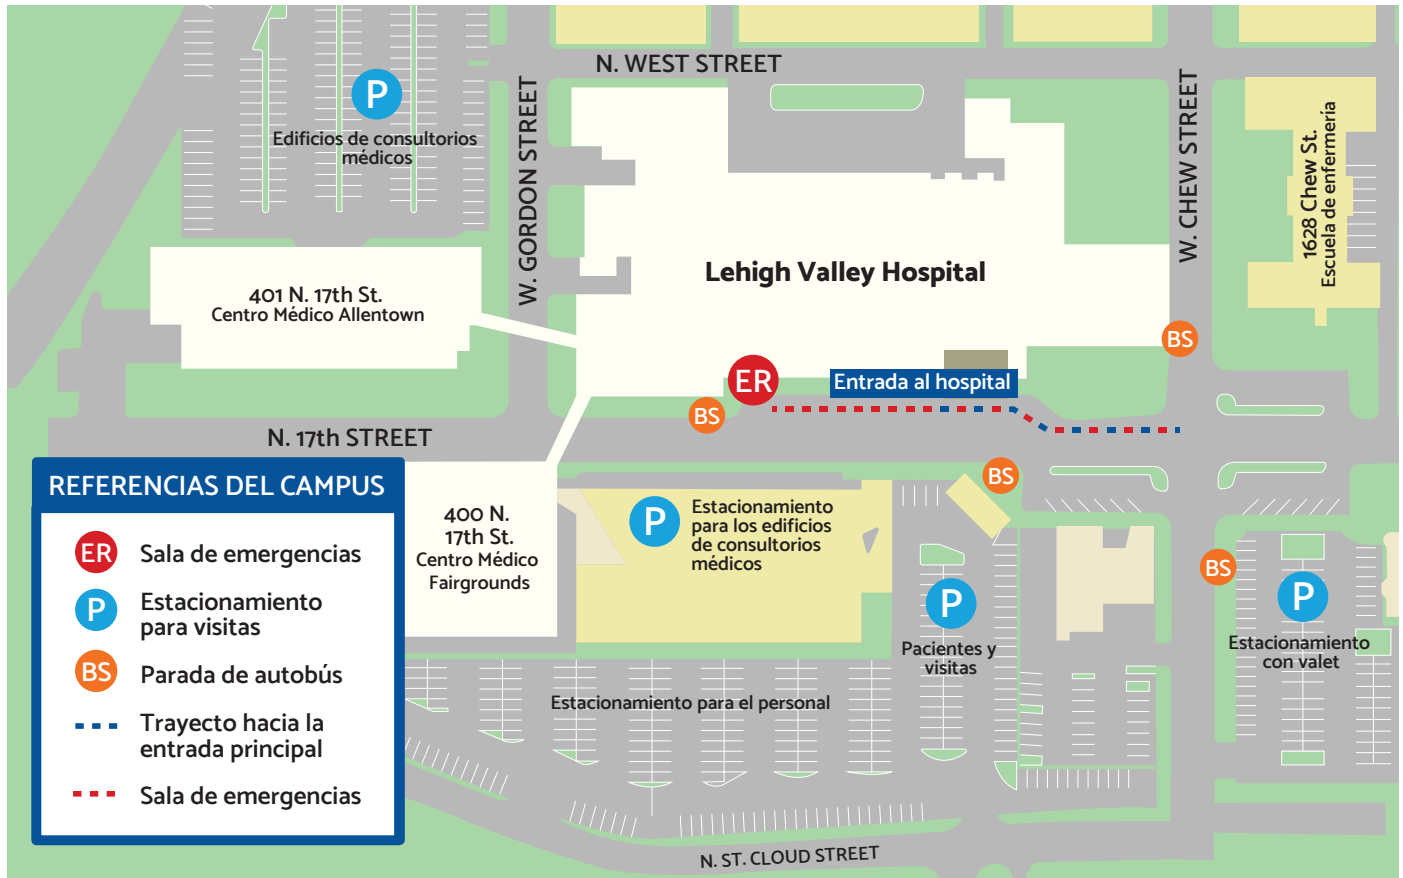 N. WEST STREET
P
Edificios de consultorios
médicos
W. GORDON STREET
W. CHEW STREET
1628 Chew St.
Escuela de enfermería
Lehigh Valley Hospital
401 N. 17th St.
Centro Médico Allentown
BS
ER
Entrada al hospital
BS
N. 17th STREET
BS
REFERENCIAS DEL CAMPUS
ER
Sala de emergencias
P
Estacionamiento
para visitas
BS
Parada de autobús
Trayecto hacia la
entrada principal
Sala de emergencias
400 N.
17th St.
Centro Médico
Fairgrounds
P
Estacionamiento
para los edificios
de consultorios
médicos
P
Pacientes y
visitas
BS
P
Estacionamiento
con valet
Estacionamiento para el personal
N. ST. CLOUD STREET